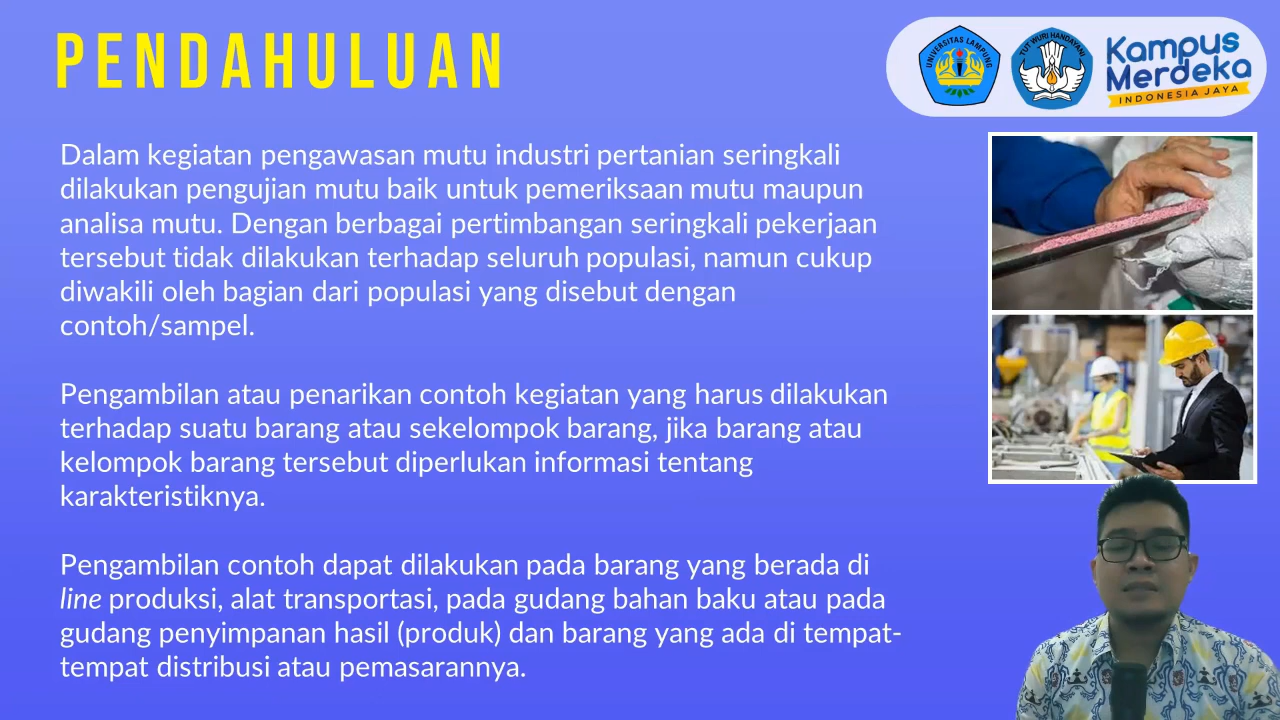 PENDAHULUAN
UNIVERSITAS LAMPUNG
TUT WURI HANDAYANI
Kampus
Merdeka
INDONESIA JAYA
Dalam kegiatan pengawasan mutu industri pertanian seringkali
dilakukan pengujian mutu baik untuk pemeriksaan mutu maupun
analisa mutu. Dengan berbagai pertimbangan seringkali pekerjaan
tersebut tidak dilakukan terhadap seluruh populasi, namun cukup
diwakili oleh bagian dari populasi yang disebut dengan
contoh/sampel.
Pengambilan atau penarikan contoh kegiatan yang harus dilakukan
terhadap suatu barang atau sekelompok barang, jika barang atau
kelompok barang tersebut diperlukan informasi tentang
karakteristiknya.
Pengambilan contoh dapat dilakukan pada barang yang berada di
line produksi, alat transportasi, pada gudang bahan baku atau pada
gudang penyimpanan hasil (produk) dan barang yang ada di tempat-
tempat distribusi atau pemasarannya.